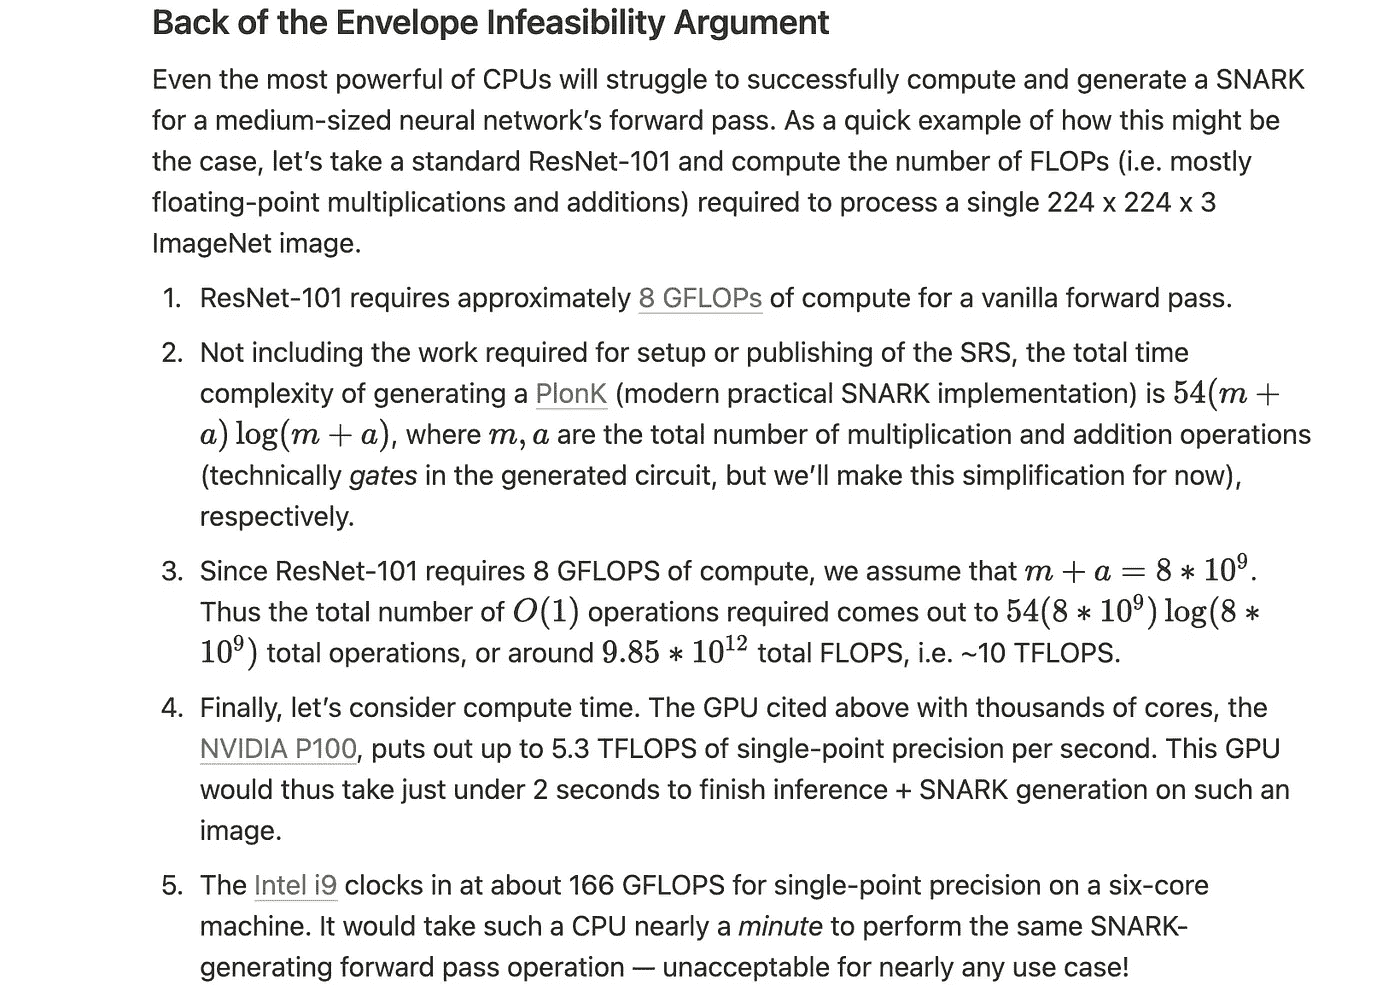 Back of the Envelope Infeasibility Argument
Even the most powerful of CPUs will struggle to successfully compute and generate a SNARK
for a medium-sized neural network’s forward pass. As a quick example of how this might be
the case, let’s take a standard ResNet-101 and compute the number of FLOPs (i.e. mostly
floating-point multiplications and additions) required to process a single 224 x 224 x 3
ImageNet image.
1. ResNet-101 requires approximately 8 GFLOPs of compute for a vanilla forward pass.
2. Not including the work required for setup or publishing of the SRS, the total time
complexity of generating a PlonK (modern practical SNARK implementation) is 54(m +
a) log(m + a), where m, a are the total number of multiplication and addition operations
(technically gates in the generated circuit, but we’ll make this simplification for now),
respectively.
3. Since ResNet-101 requires 8 GFLOPS of compute, we assume that m + a = 8 ∗ 10⁹.
Thus the total number of O(1) operations required comes out to 54(8 ∗ 10⁹) log(8 ∗
10⁹) total operations, or around 9.85 ∗ 10¹² total FLOPS, i.e. ~10 TFLOPS.
4. Finally, let’s consider compute time. The GPU cited above with thousands of cores, the
NVIDIA P100, puts out up to 5.3 TFLOPS of single-point precision per second. This GPU
would thus take just under 2 seconds to finish inference + SNARK generation on such an
image.
5. The Intel i9 clocks in at about 166 GFLOPS for single-point precision on a six-core
machine. It would take such a CPU nearly a minute to perform the same SNARK-
generating forward pass operation — unacceptable for nearly any use case!